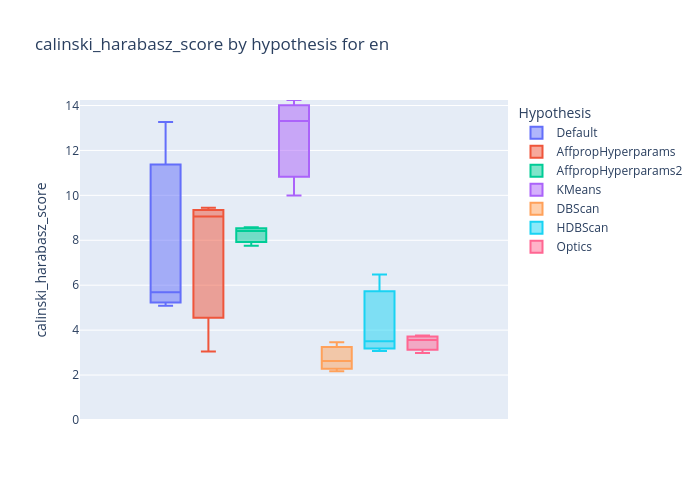 calinski_harabasz_score by hypothesis for en
calinski_harabasz_score
14
12
10
8
6
4
2
0
Hypothesis
Default
AffpropHyperparams
AffpropHyperparams2
KMeans
DBScan
HDBScan
Optics